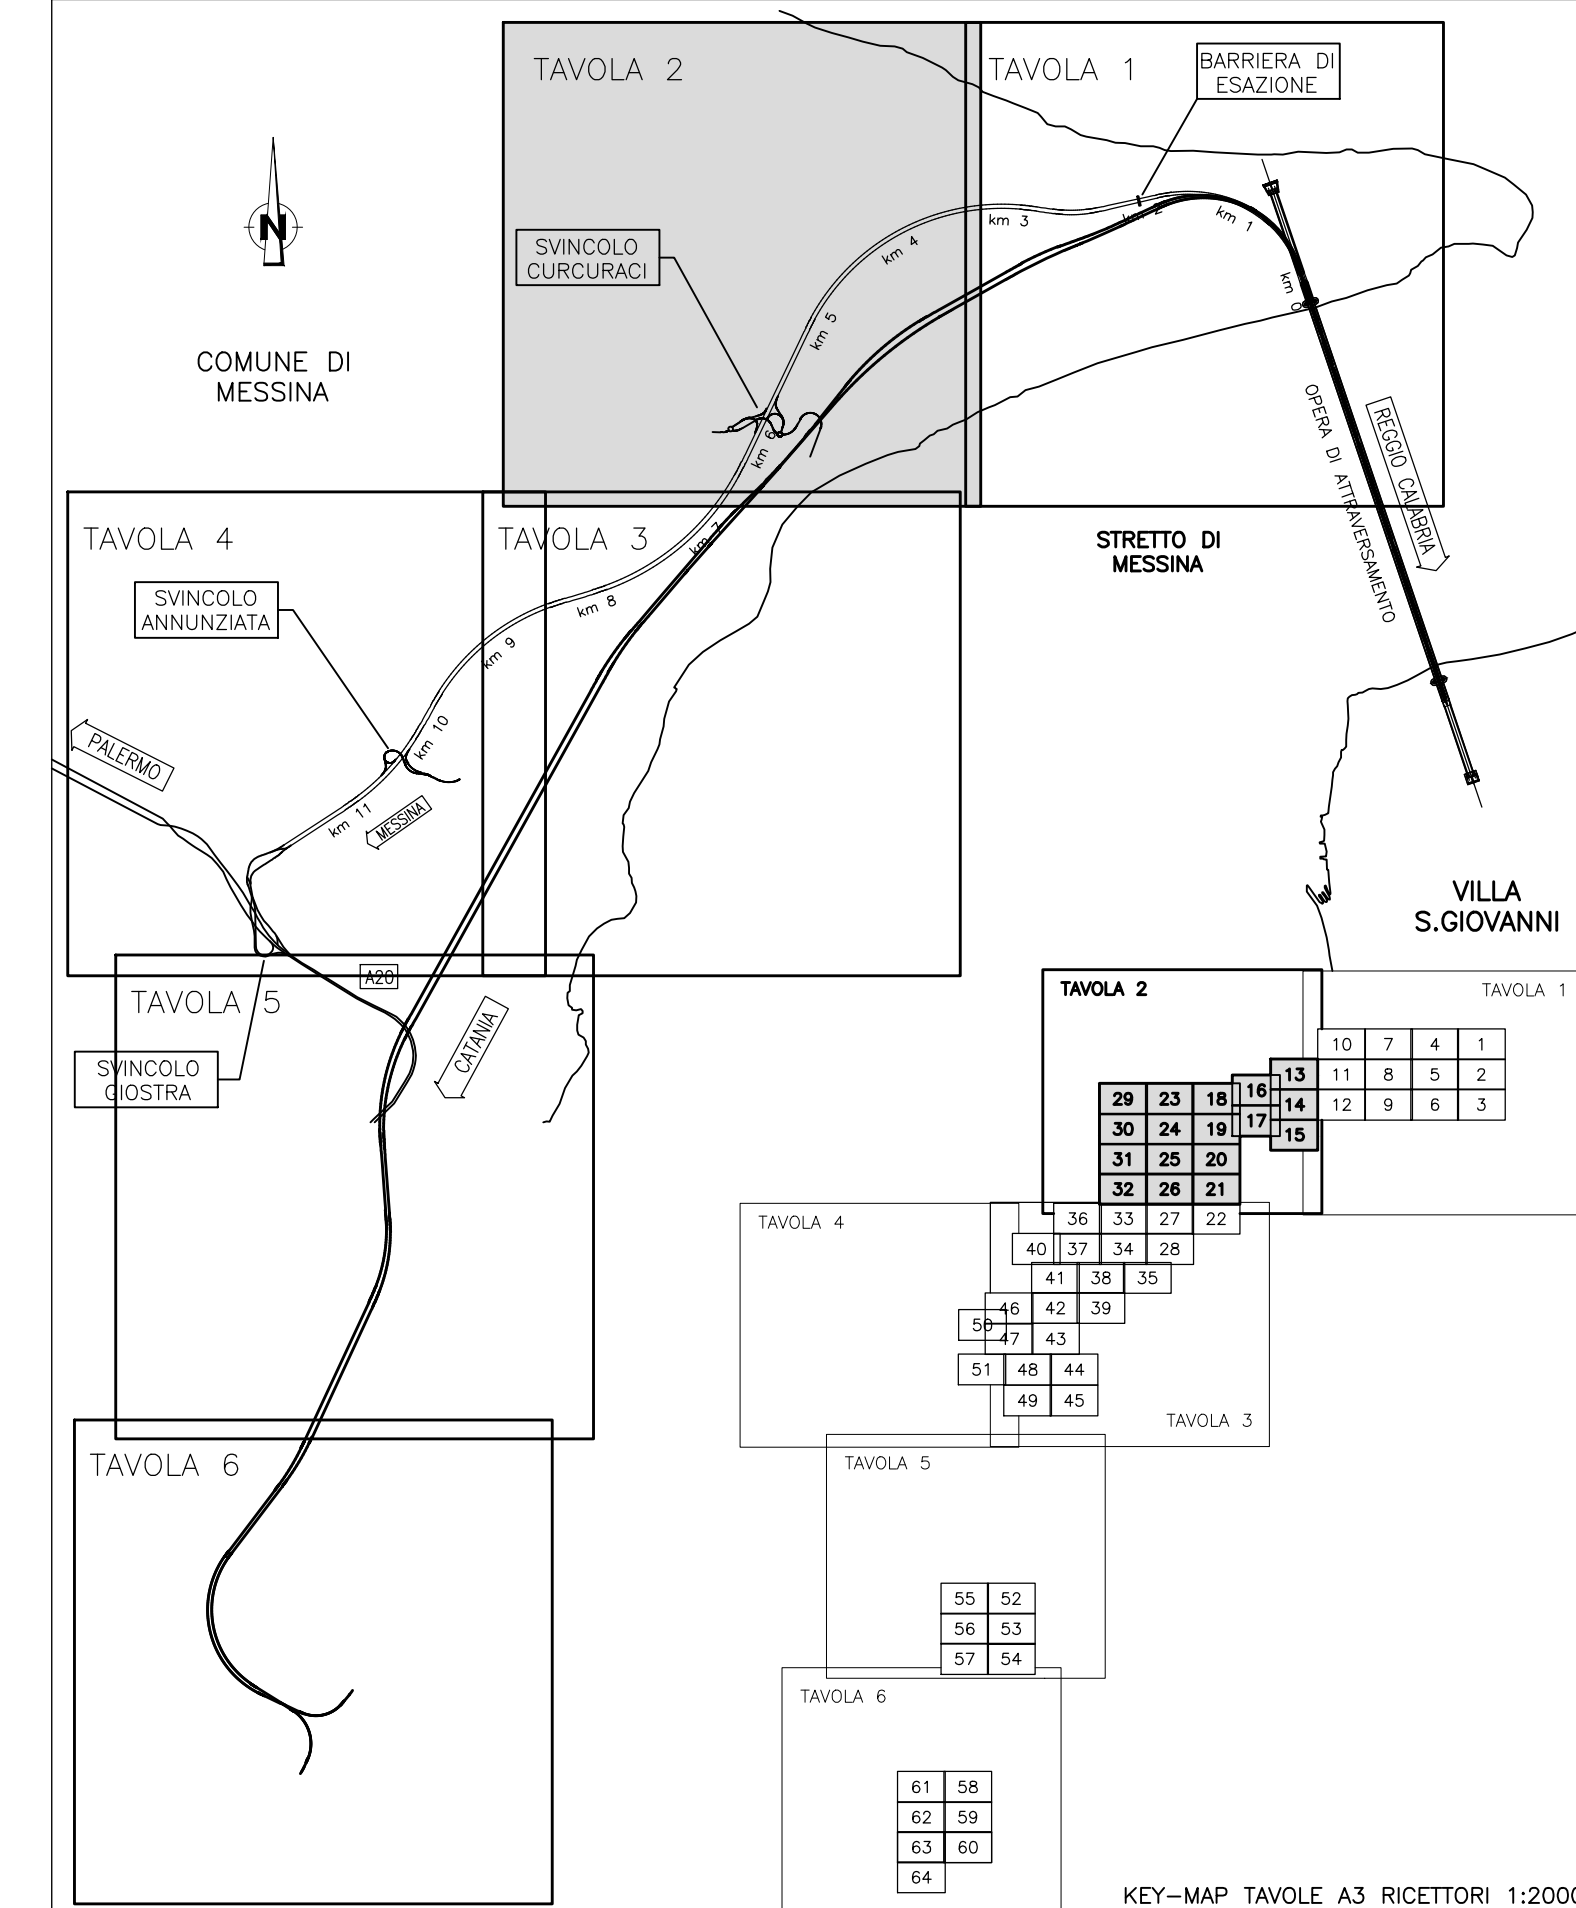 TAVOLA 2
TAVOLA 1
BARRIERA DI
ESAZIONE
N
SVINCOLO
CURCURACI
km 4
km 3
km 2
km 1
km 0
km 5
km 6
COMUNE DI
MESSINA
OPERA DI ATTRAVERSAMENTO
REGGIO CALABRIA
TAVOLA 4
TAVOLA 3
km 7
STRETTO DI
MESSINA
SVINCOLO
ANNUNZIATA
km 8
km 9
km 10
PALERMO
km 11
MESSINA
VILLA
S.GIOVANNI
A20
TAVOLA 5
CATANIA
SVINCOLO
GIOSTRA
TAVOLA 6
TAVOLA 2
TAVOLA 1
10 7 4 1
13 11 8 5 2
16 14 12 9 6 3
29 23 18 17 15
30 24 19
31 25 20
32 26 21
TAVOLA 4
36 33 27 22
40 37 34 28
41 38 35
46 42 39
50 47 43
51 48 44
49 45
TAVOLA 3
TAVOLA 5
55 52
56 53
57 54
TAVOLA 6
61 58
62 59
63 60
64
KEY-MAP TAVOLE A3 RICETTORI 1:2000